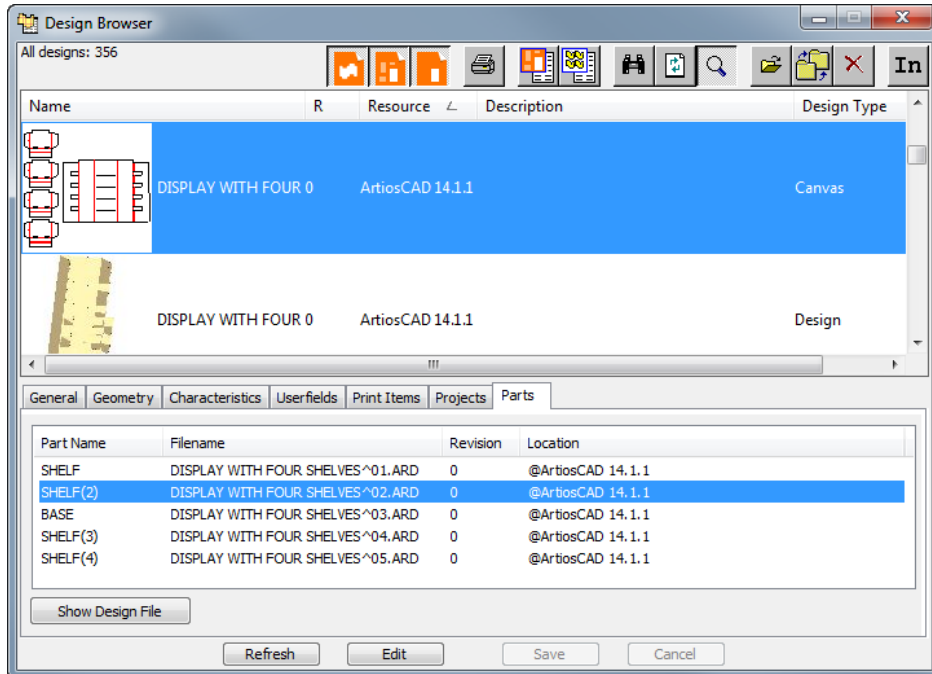 Design Browser
All designs: 356
In
Name R Resource Description Design Type
DISPLAY WITH FOUR 0 ArtiosCAD 14.1.1 Canvas
DISPLAY WITH FOUR 0 ArtiosCAD 14.1.1 Design
General Geometry Characteristics Userfields Print Items Projects Parts
Part Name Filename Revision Location
SHELF DISPLAY WITH FOUR SHELVES^01.ARD 0 @ArtiosCAD 14.1.1
SHELF(2) DISPLAY WITH FOUR SHELVES^02.ARD 0 @ArtiosCAD 14.1.1
BASE DISPLAY WITH FOUR SHELVES^03.ARD 0 @ArtiosCAD 14.1.1
SHELF(3) DISPLAY WITH FOUR SHELVES^04.ARD 0 @ArtiosCAD 14.1.1
SHELF(4) DISPLAY WITH FOUR SHELVES^05.ARD 0 @ArtiosCAD 14.1.1
Show Design File
Refresh Edit Save Cancel